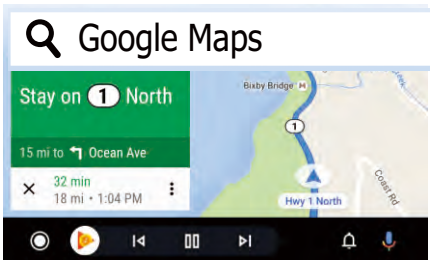 Google Maps
Stay on 1 North
15 mi to Ocean Ave
32 min
18 mi • 1:04 PM
Bixby Bridge M
1
Coast Rd
Hwy 1 North